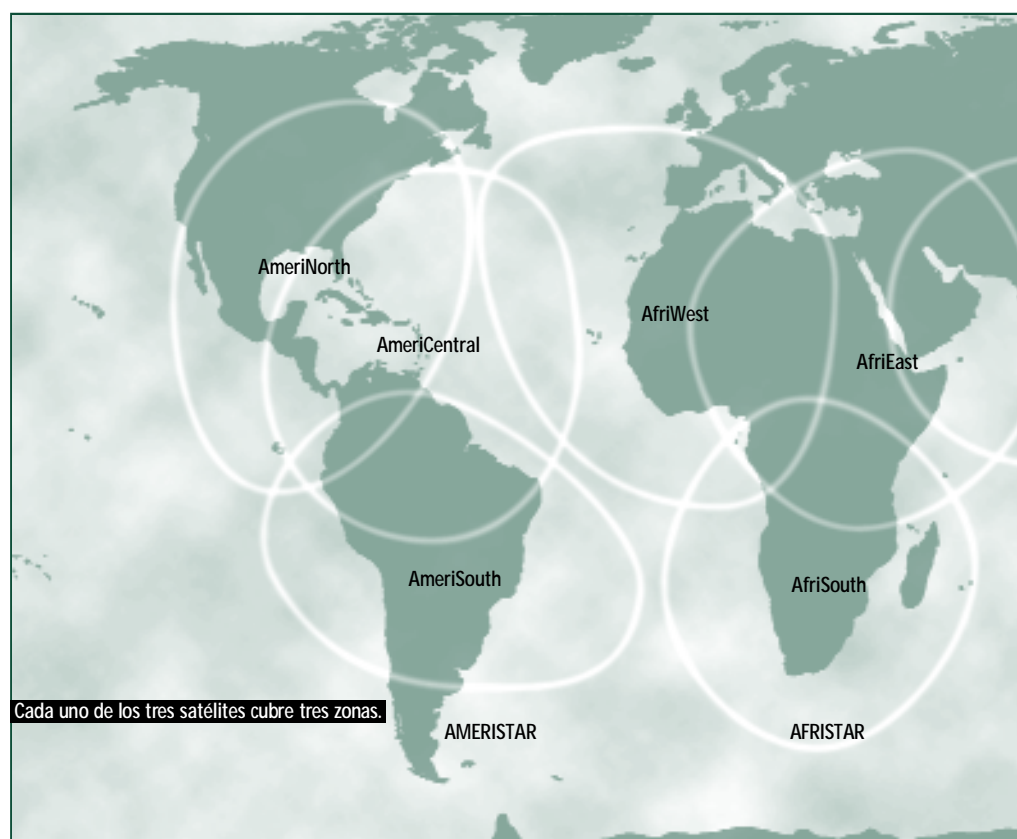 AmeriNorth
AfriWest
AmeriCentral
AfriEast
AmeriSouth
AfriSouth
Cada uno de los tres satélites cubre tres zonas.
AMERISTAR
AFRISTAR